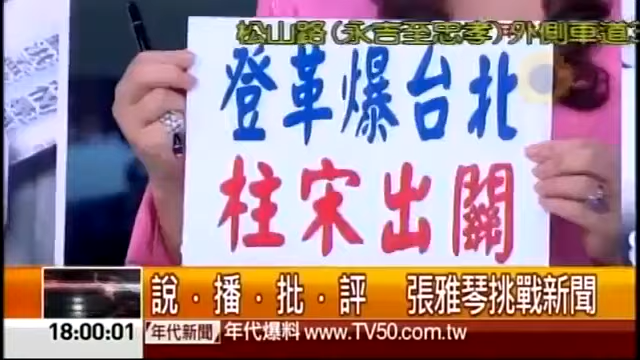 松山路(永吉至忠孝)外側車道
登革爆台北
柱宋出關
說·播·批·評 張雅琴挑戰新聞
18:00:01 年代新聞 年代爆料 www.TV50.com.tw